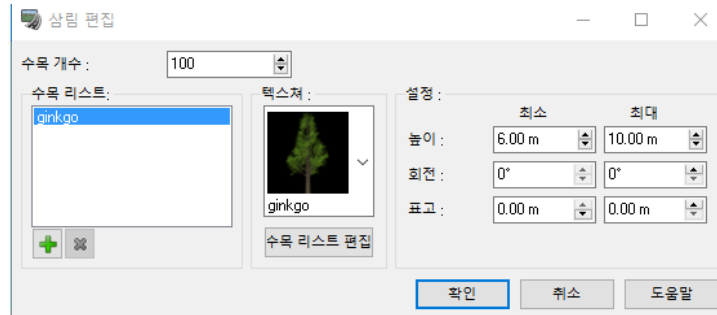 삼림 편집
수목 개수 : 100
수목 리스트:
ginkgo
텍스쳐 :
ginkgo
수목 리스트 편집
설정 :
최소 최대
높이 : 6.00 m 10.00 m
회전 : 0° 0°
표고 : 0.00 m 0.00 m
확인 취소 도움말